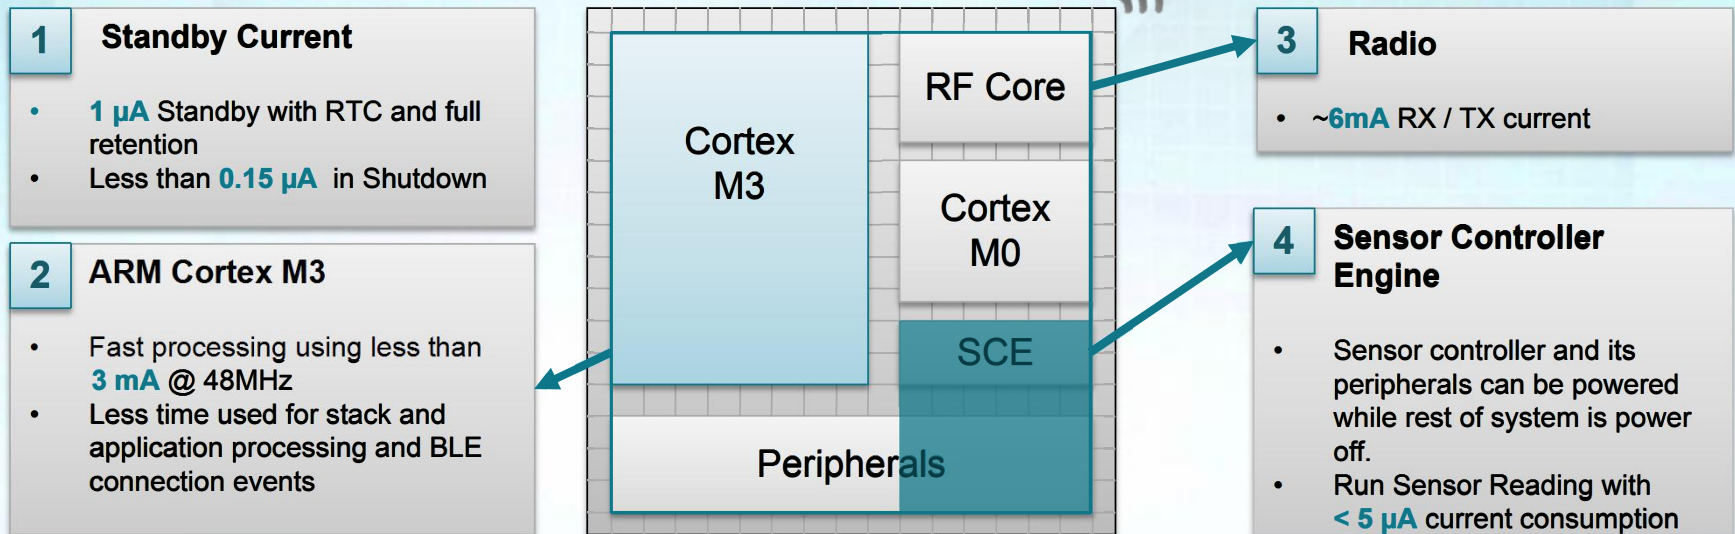 1
Standby Current
• 1 µA Standby with RTC and full
retention
• Less than 0.15 µA in Shutdown
2
ARM Cortex M3
• Fast processing using less than
3 mA @ 48MHz
• Less time used for stack and
application processing and BLE
connection events
Cortex
M3
RF Core
Cortex
M0
SCE
Peripherals
3
Radio
• ~6mA RX / TX current
4
Sensor Controller
Engine
• Sensor controller and its
peripherals can be powered
while rest of system is power
off.
• Run Sensor Reading with
< 5 µA current consumption